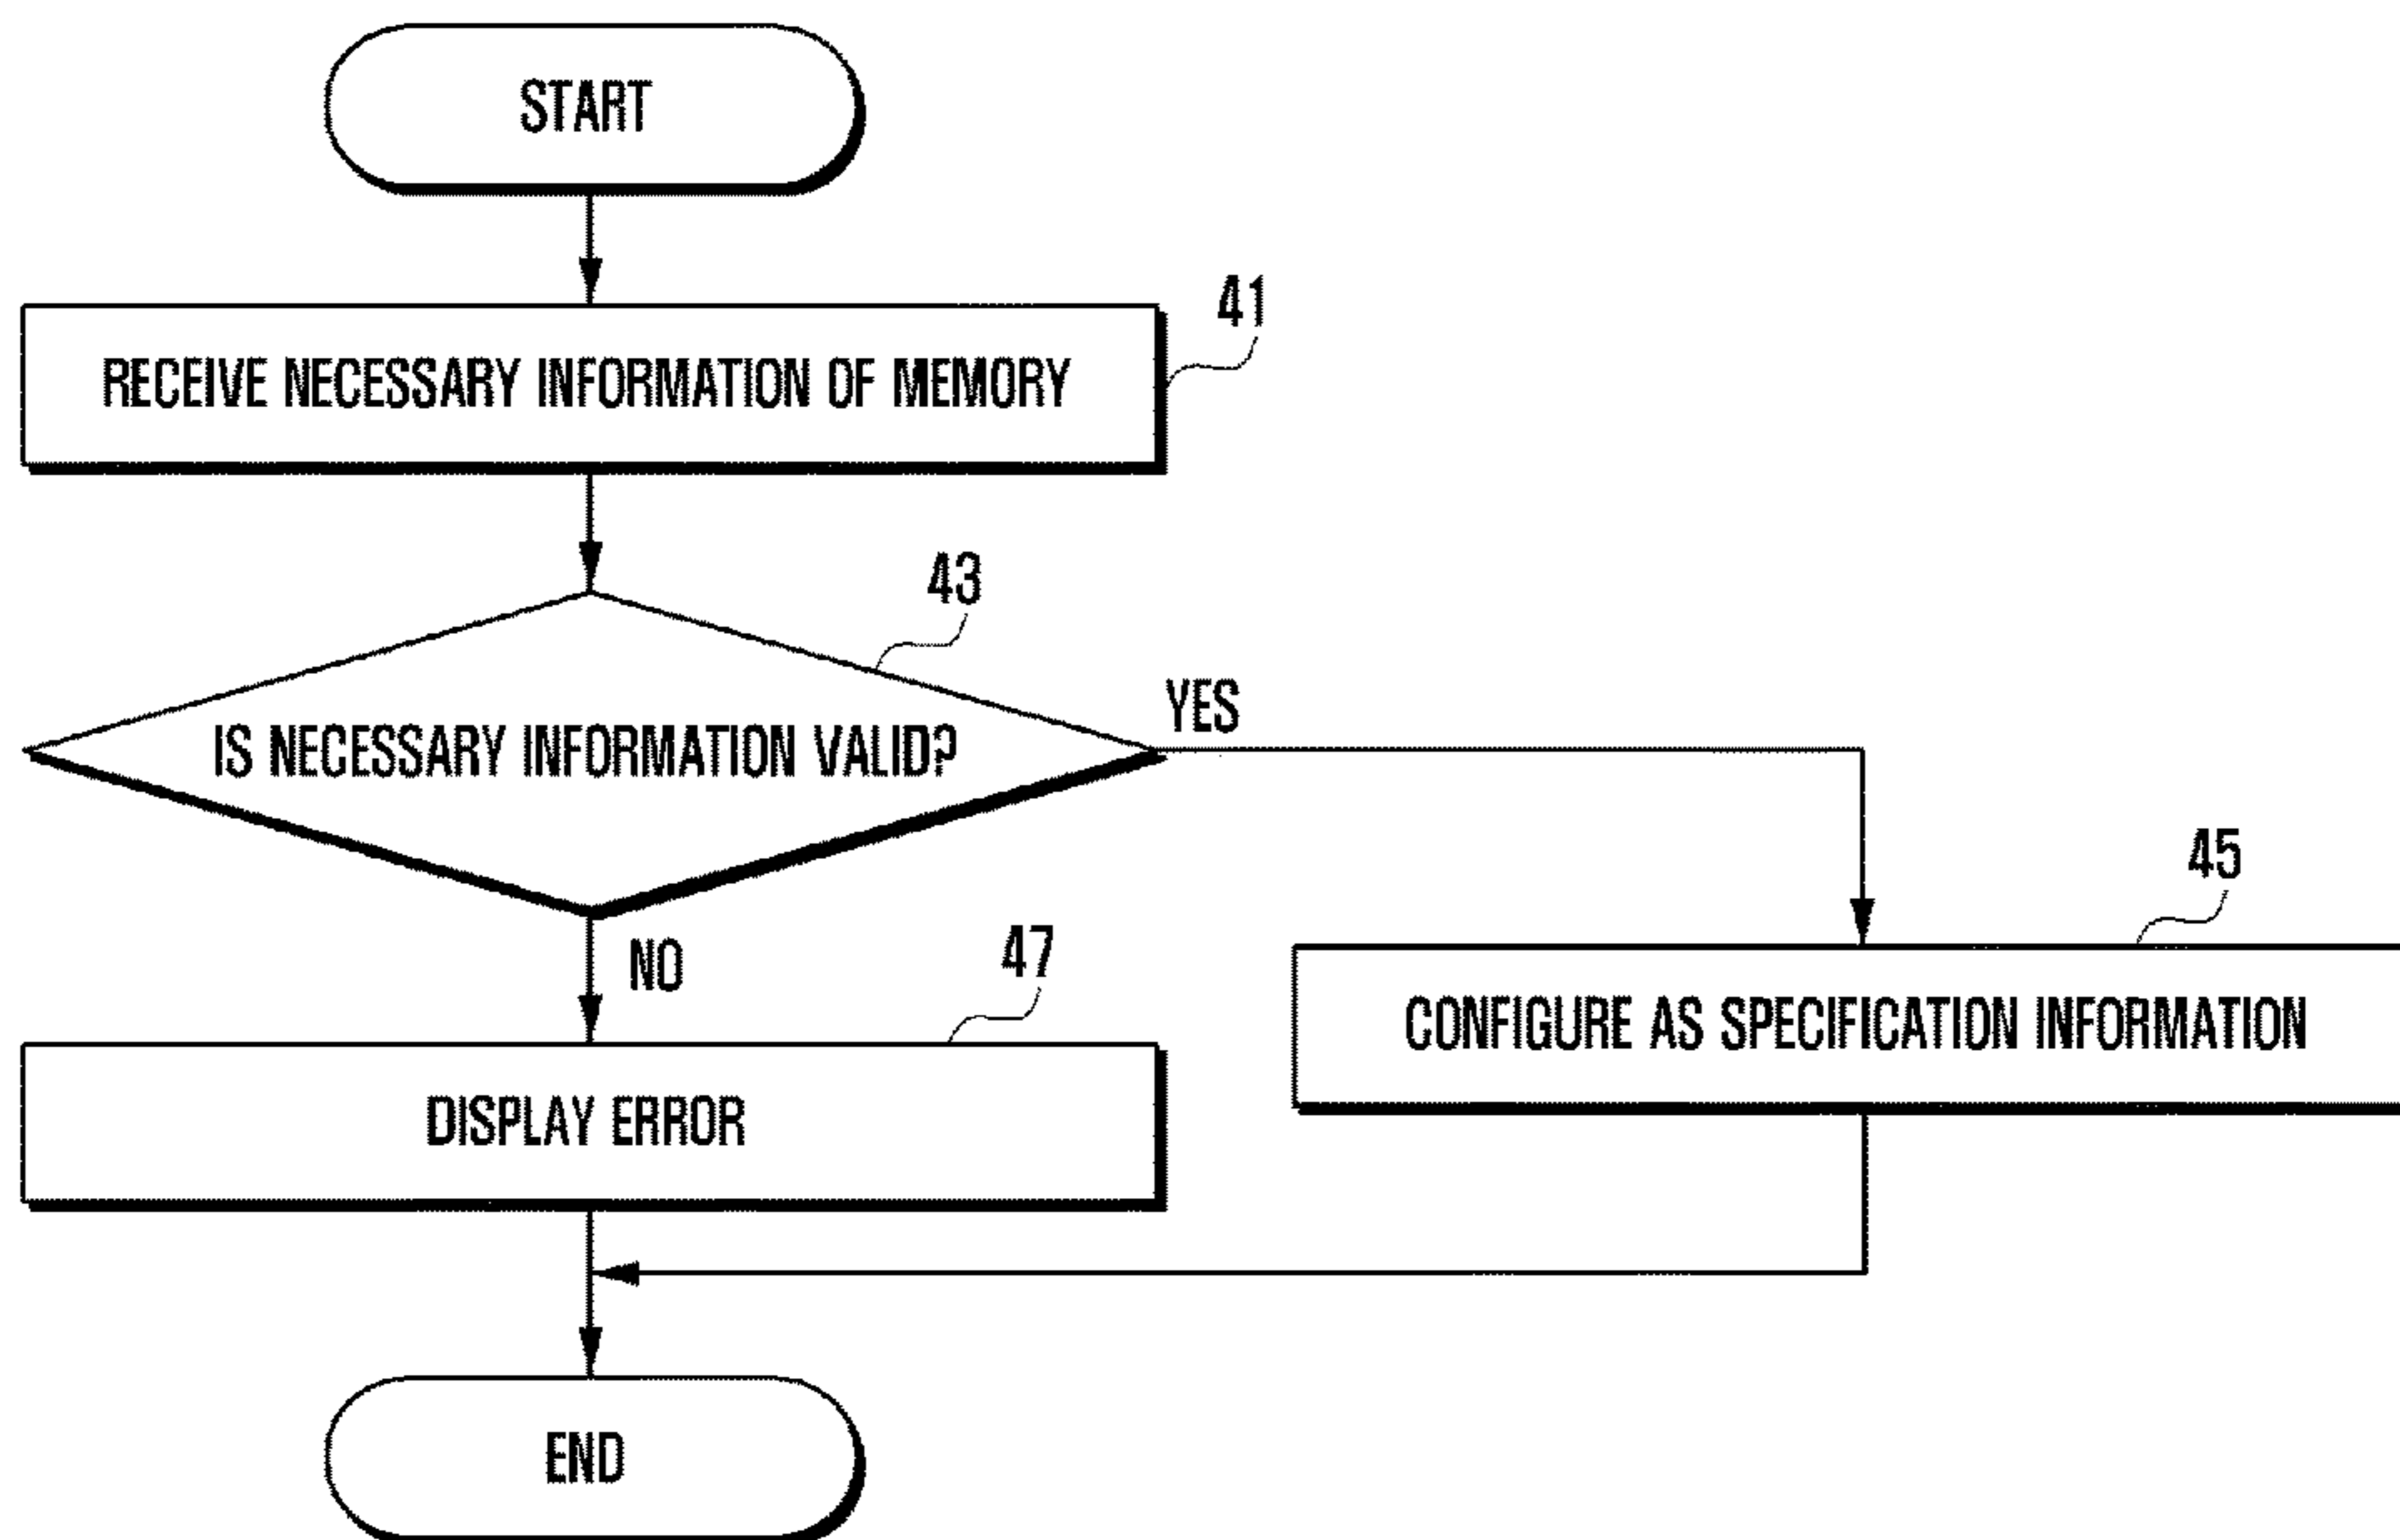 START
41
RECEIVE NECESSARY INFORMATION OF MEMORY
43
IS NECESSARY INFORMATION VALID?
YES
NO
47
DISPLAY ERROR
45
CONFIGURE AS SPECIFICATION INFORMATION
END